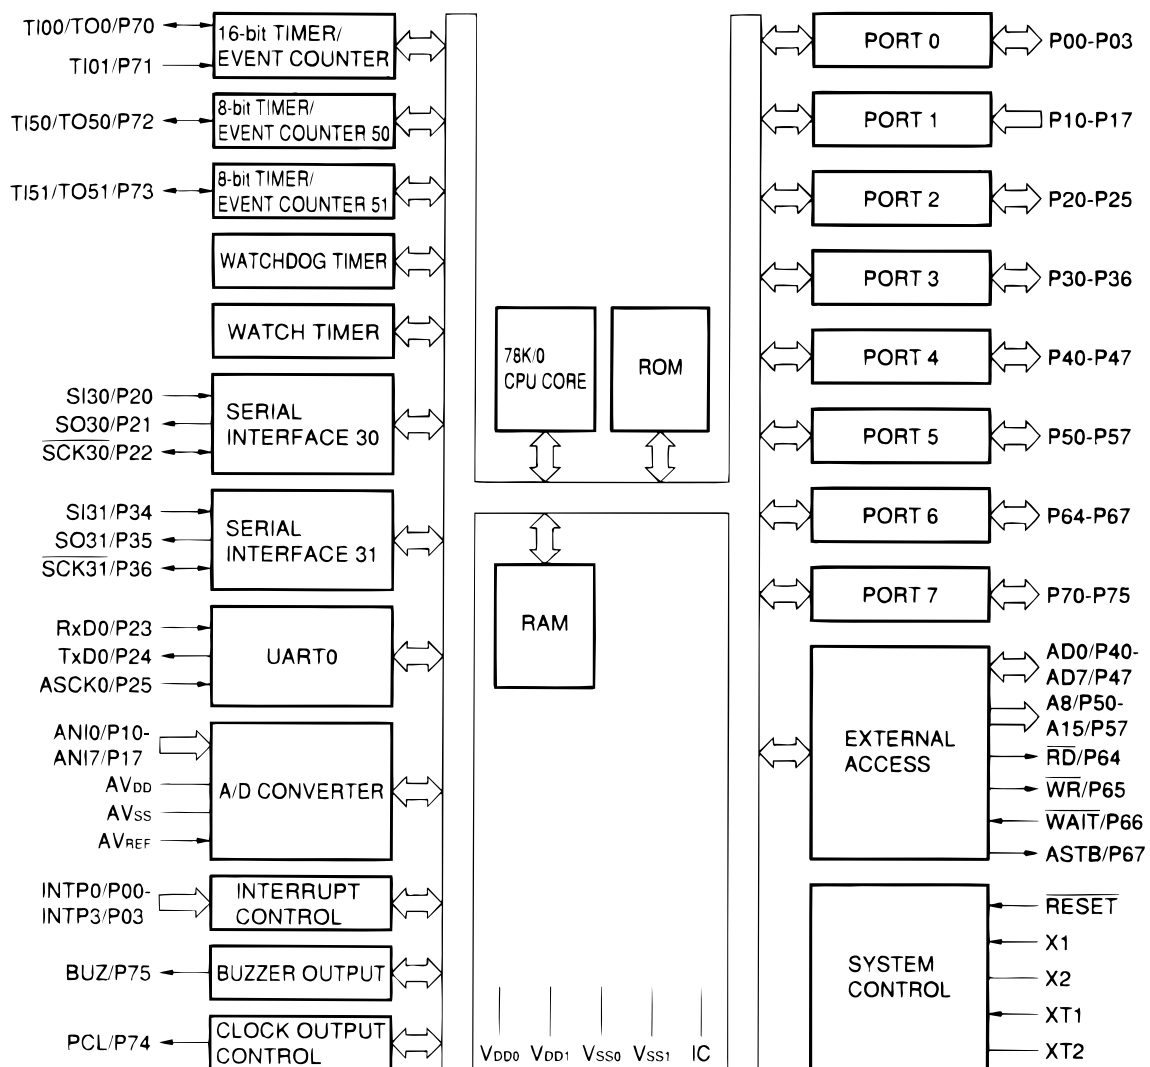 TI00/TO0/P70
TI01/P71
16-bit TIMER/
EVENT COUNTER
TI50/TO50/P72
8-bit TIMER/
EVENT COUNTER 50
TI51/TO51/P73
8-bit TIMER/
EVENT COUNTER 51
WATCHDOG TIMER
WATCH TIMER
SI30/P20
SO30/P21
SCK30/P22
SERIAL
INTERFACE 30
SI31/P34
SO31/P35
SCK31/P36
SERIAL
INTERFACE 31
RxD0/P23
TxD0/P24
ASCK0/P25
UART0
ANI0/P10-
ANI7/P17
AVDD
AVSS
AVREF
A/D CONVERTER
INTP0/P00-
INTP3/P03
INTERRUPT
CONTROL
BUZ/P75
BUZZER OUTPUT
PCL/P74
CLOCK OUTPUT
CONTROL
78K/0
CPU CORE
ROM
RAM
VDD0 VDD1 VSS0 VSS1 IC
PORT 0
P00-P03
PORT 1
P10-P17
PORT 2
P20-P25
PORT 3
P30-P36
PORT 4
P40-P47
PORT 5
P50-P57
PORT 6
P64-P67
PORT 7
P70-P75
EXTERNAL
ACCESS
AD0/P40-
AD7/P47
A8/P50-
A15/P57
RD/P64
WR/P65
WAIT/P66
ASTB/P67
SYSTEM
CONTROL
RESET
X1
X2
XT1
XT2